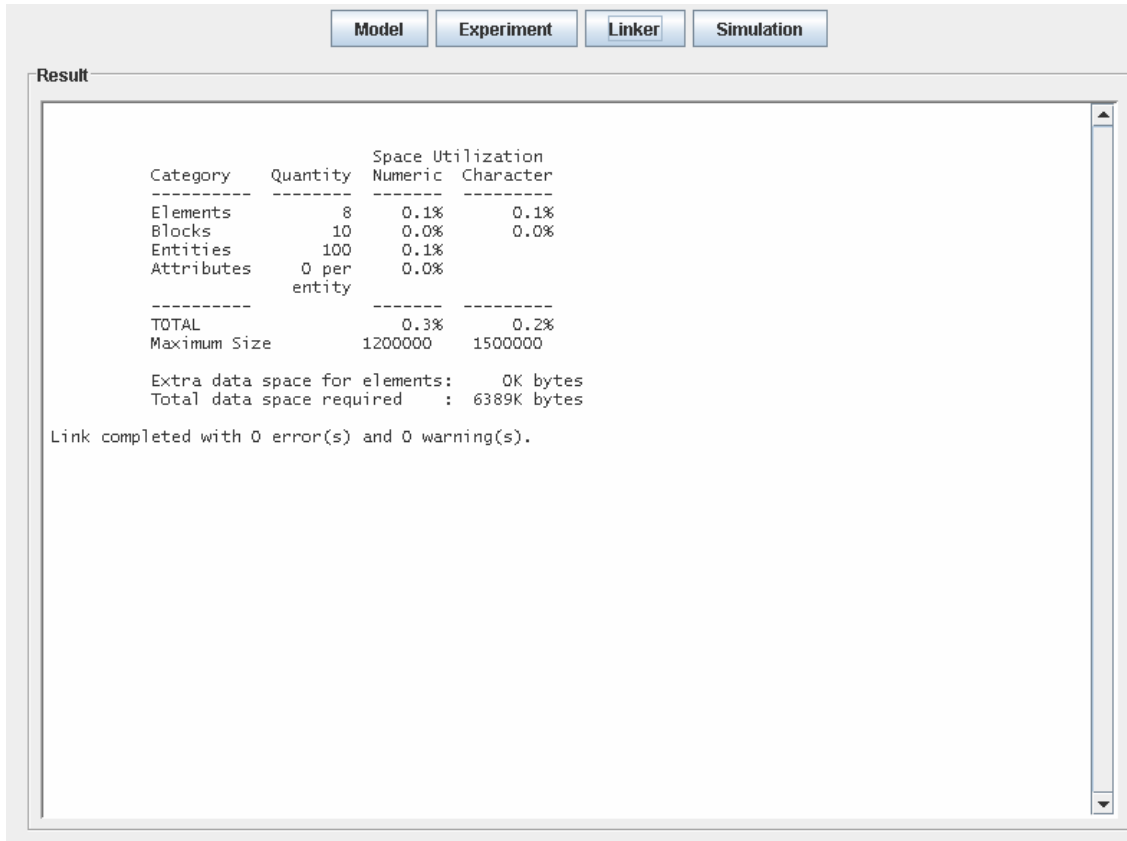 Model Experiment Linker Simulation
Result
Space Utilization
Category Quantity Numeric Character
---------- -------- ------- ---------
Elements 8 0.1% 0.1%
Blocks 10 0.0% 0.0%
Entities 100 0.1%
Attributes 0 per 0.0%
entity
---------- ------- ---------
TOTAL 0.3% 0.2%
Maximum Size 1200000 1500000
Extra data space for elements: 0K bytes
Total data space required : 6389K bytes
Link completed with 0 error(s) and 0 warning(s).